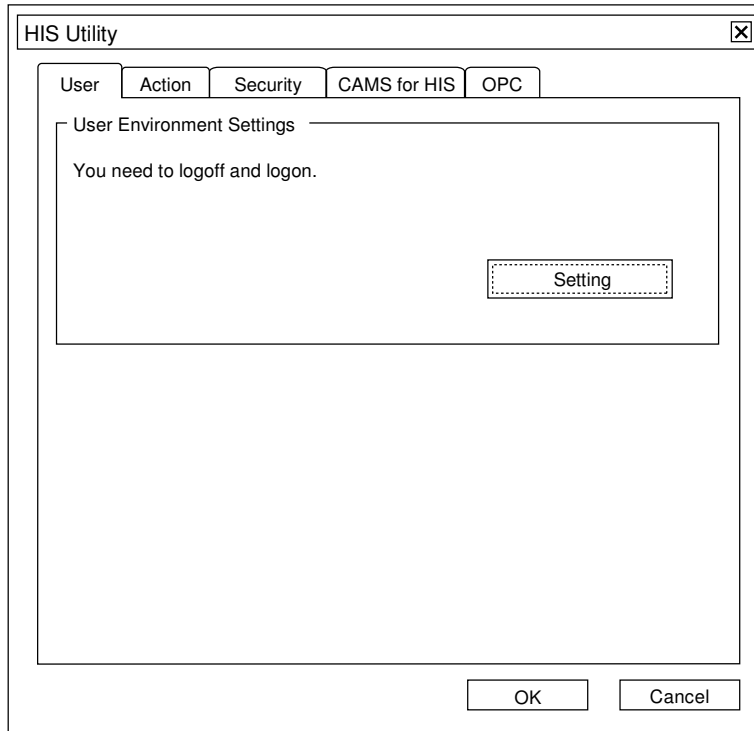 HIS Utility
User Action Security CAMS for HIS OPC
User Environment Settings
You need to logoff and logon.
Setting
OK Cancel